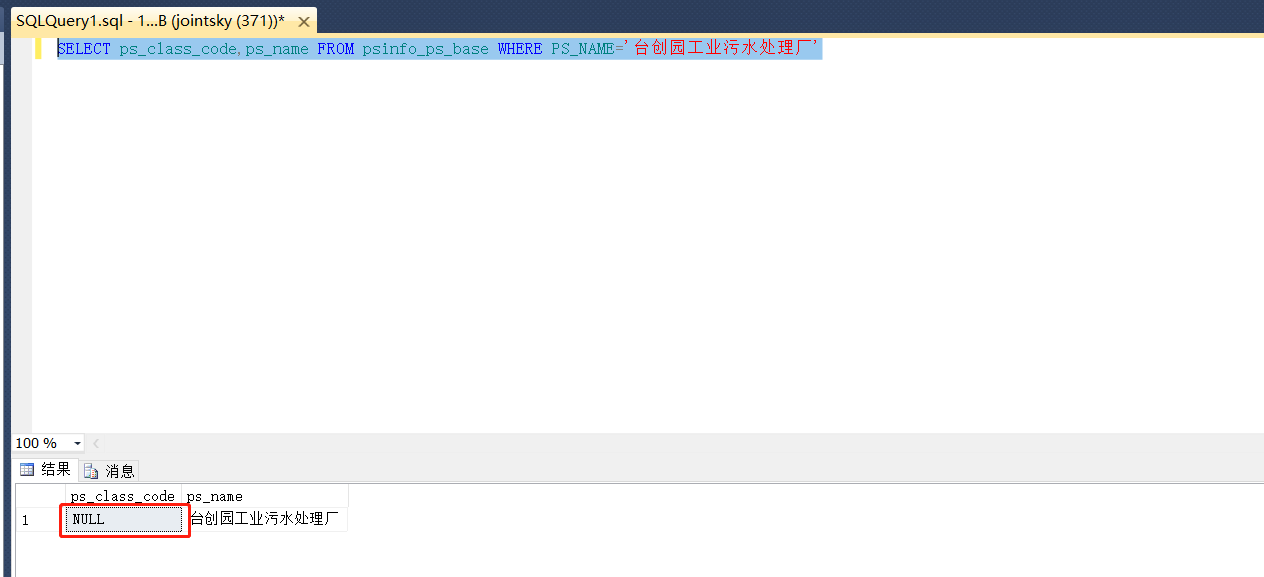 SQLQuery1.sql - 1...B (jointsky (371))*
SELECT ps_class_code,ps_name FROM psinfo_ps_base WHERE PS_NAME='台创园工业污水处理厂'
100 %
结果 消息
ps_class_code ps_name
1 NULL 台创园工业污水处理厂